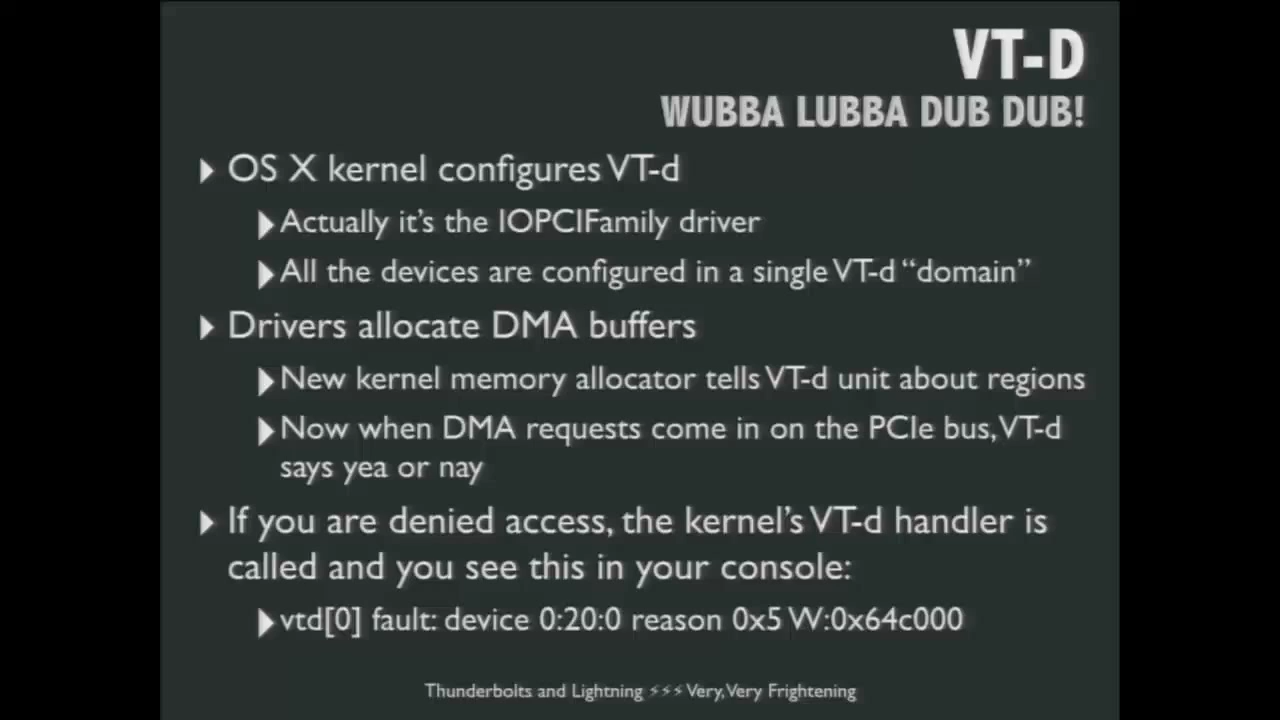 VT-D
WUBBA LUBBA DUB DUB!
OS X kernel configures VT-d
Actually it's the IOPCIFamily driver
All the devices are configured in a single VT-d “domain”
Drivers allocate DMA buffers
New kernel memory allocator tells VT-d unit about regions
Now when DMA requests come in on the PCIe bus, VT-d
says yea or nay
If you are denied access, the kernel's VT-d handler is
called and you see this in your console:
vtd[0] fault: device 0:20:0 reason 0x5 W:0x64c000
Thunderbolts and Lightning ⚡⚡⚡ Very, Very Frightening